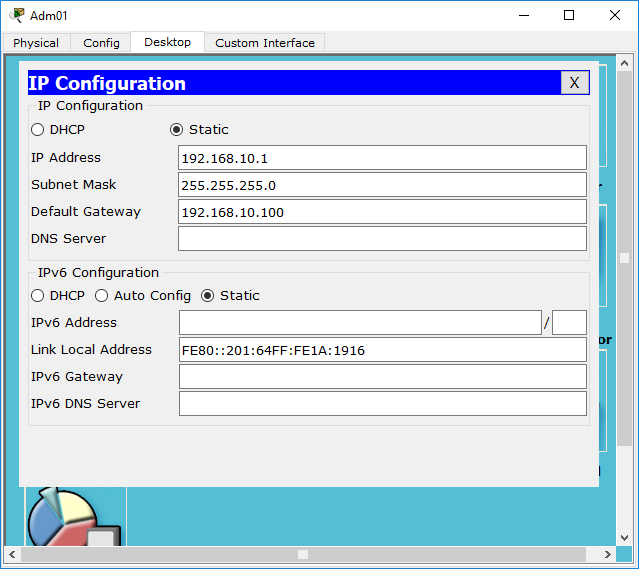 Adm01
Physical Config Desktop Custom Interface
IP Configuration X
IP Configuration
DHCP Static
IP Address 192.168.10.1
Subnet Mask 255.255.255.0
Default Gateway 192.168.10.100
DNS Server
IPv6 Configuration
DHCP Auto Config Static
IPv6 Address /
Link Local Address FE80::201:64FF:FE1A:1916
IPv6 Gateway
IPv6 DNS Server